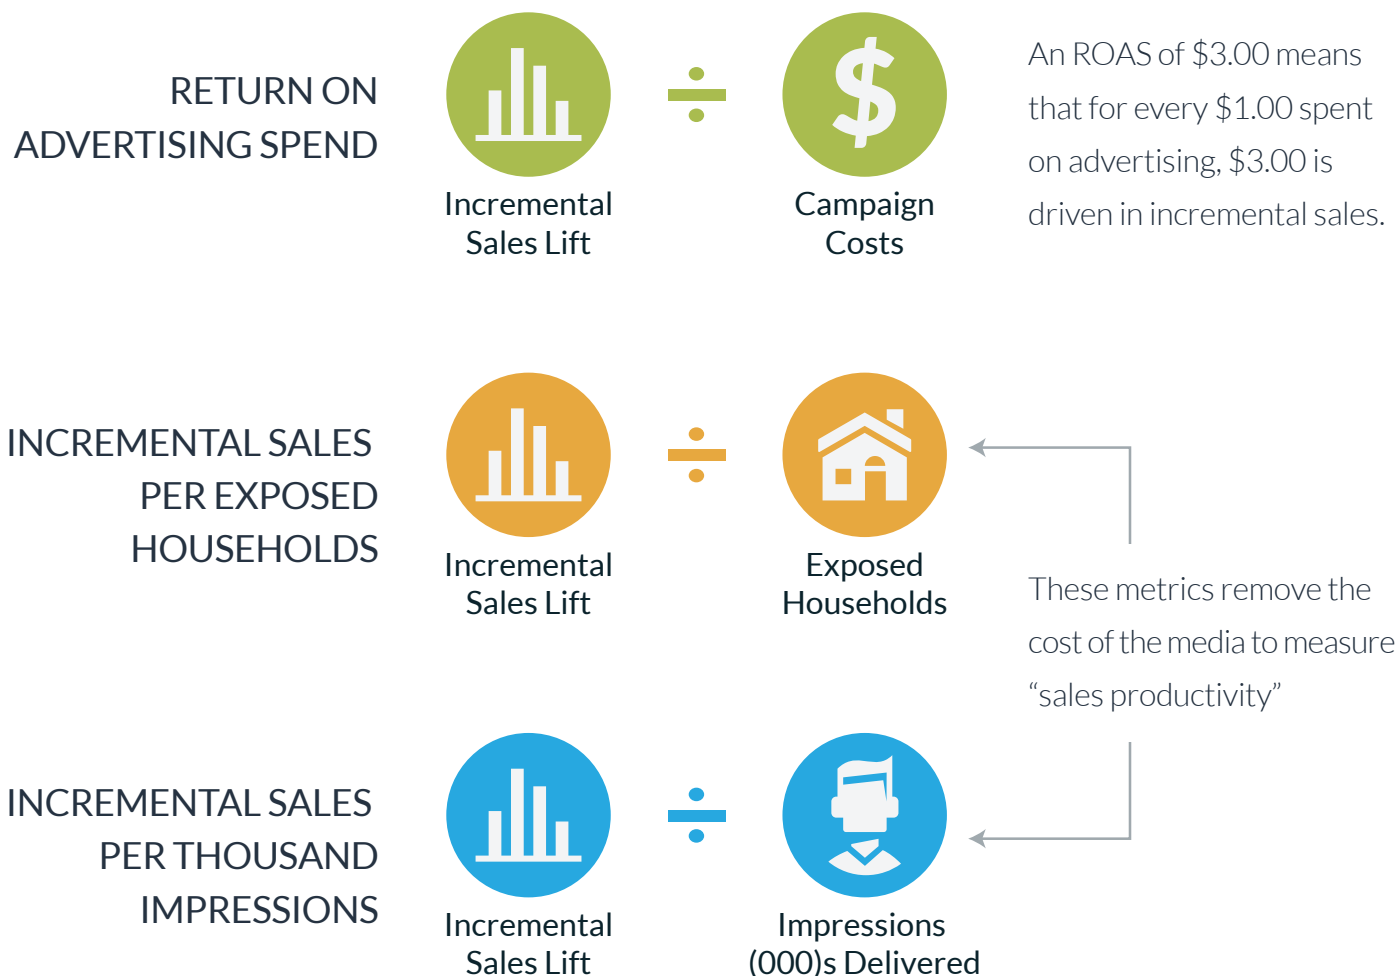 RETURN ON
ADVERTISING SPEND
Incremental
Sales Lift
Campaign
Costs
An ROAS of $3.00 means
that for every $1.00 spent
on advertising, $3.00 is
driven in incremental sales.
INCREMENTAL SALES
PER EXPOSED
HOUSEHOLDS
Incremental
Sales Lift
Exposed
Households
These metrics remove the
cost of the media to measure
“sales productivity”
INCREMENTAL SALES
PER THOUSAND
IMPRESSIONS
Incremental
Sales Lift
Impressions
(000)s Delivered